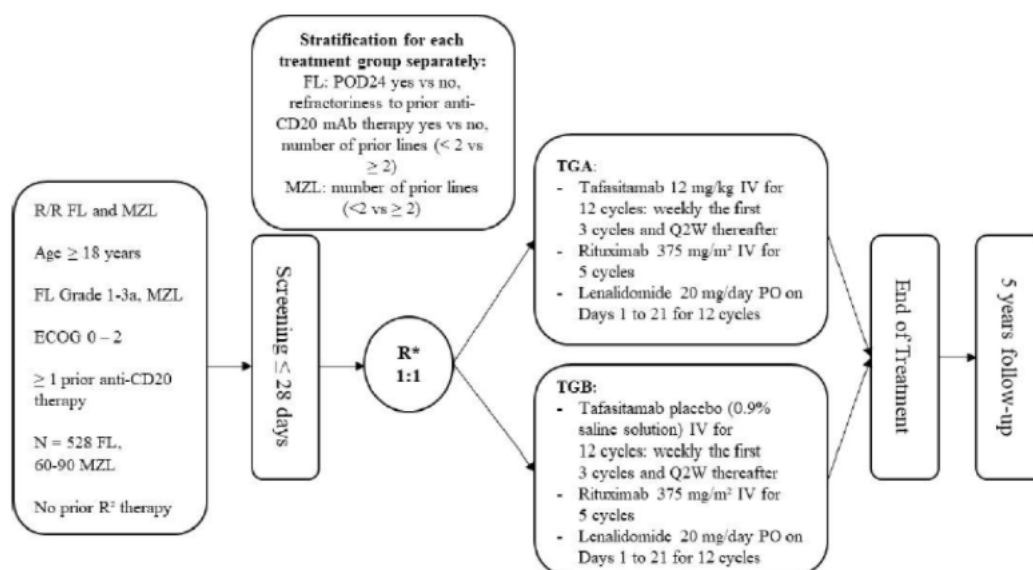 Stratification for each
treatment group separately:
FL: POD24 yes vs no,
refractoriness to prior anti-
CD20 mAb therapy yes vs no,
number of prior lines (< 2 vs
≥ 2)
MZL: number of prior lines
(<2 vs ≥ 2)
R/R FL and MZL
Age ≥ 18 years
FL Grade 1-3a, MZL
ECOG 0 – 2
≥ 1 prior anti-CD20
therapy
N = 528 FL,
60-90 MZL
No prior R² therapy
Screening ≤ 28 days
R*
1:1
TGA:
- Tafasitamab 12 mg/kg IV for
12 cycles: weekly the first
3 cycles and Q2W thereafter
- Rituximab 375 mg/m² IV for
5 cycles
- Lenalidomide 20 mg/day PO on
Days 1 to 21 for 12 cycles
TGB:
- Tafasitamab placebo (0.9%
saline solution) IV for
12 cycles: weekly the first
3 cycles and Q2W thereafter
- Rituximab 375 mg/m² IV for
5 cycles
- Lenalidomide 20 mg/day PO on
Days 1 to 21 for 12 cycles
End of Treatment
5 years follow-up